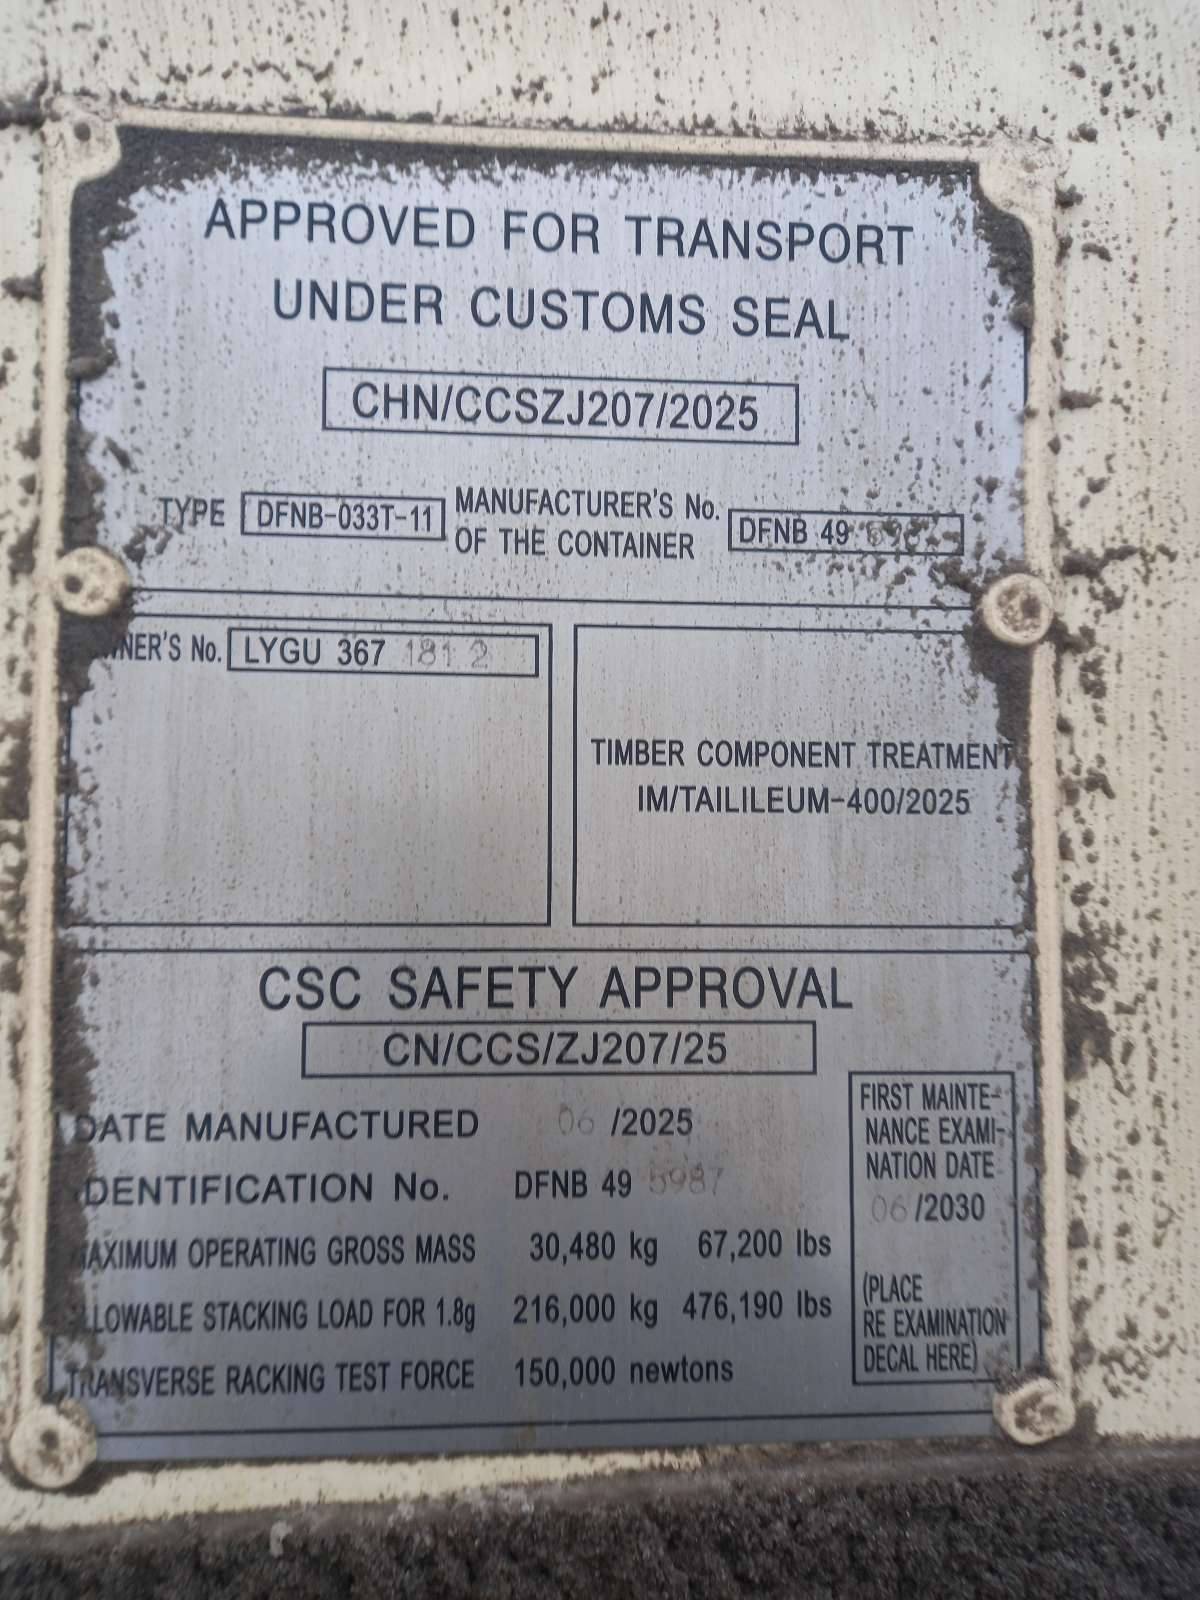 APPROVED FOR TRANSPORT
UNDER CUSTOMS SEAL
CHN/CCSZJ207/2025
TYPE DFNB-033T-11 MANUFACTURER'S No. OF THE CONTAINER DFNB 49
No. LYGU 367 181 2
TIMBER COMPONENT TREATMENT
IM/TAILILEUM-400/2025
CSC SAFETY APPROVAL
CN/CCS/ZJ207/25
DATE MANUFACTURED 06 /2025
IDENTIFICATION No. DFNB 49 5987
MAXIMUM OPERATING GROSS MASS 30,480 kg 67,200 lbs
ALLOWABLE STACKING LOAD FOR 1.8g 216,000 kg 476,190 lbs
TRANSVERSE RACKING TEST FORCE 150,000 newtons
FIRST MAINTE-
NANCE EXAMI-
NATION DATE
06 /2030
(PLACE
RE EXAMINATION
DECAL HERE)